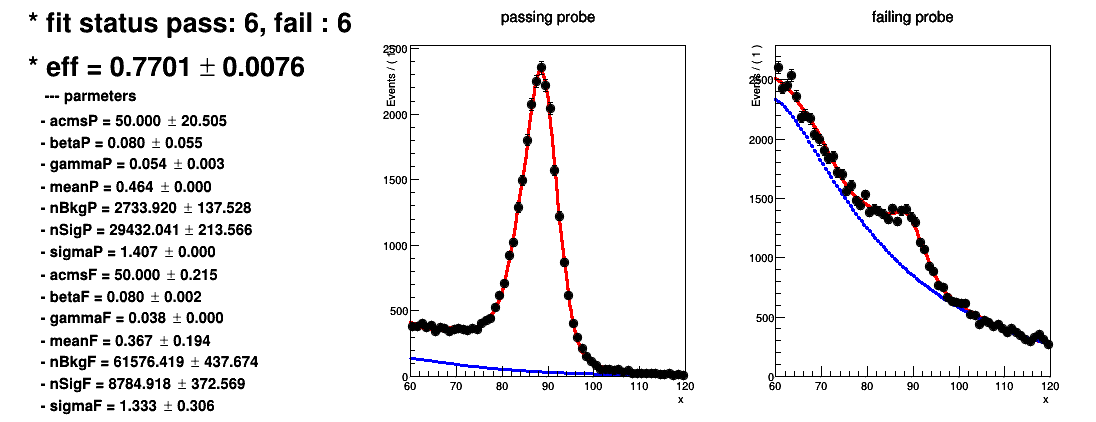 * fit status pass: 6, fail : 6
* eff = 0.7701 ± 0.0076
--- parmeters
- acmsP = 50.000 ± 20.505
- betaP = 0.080 ± 0.055
- gammaP = 0.054 ± 0.003
- meanP = 0.464 ± 0.000
- nBkgP = 2733.920 ± 137.528
- nSigP = 29432.041 ± 213.566
- sigmaP = 1.407 ± 0.000
- acmsF = 50.000 ± 0.215
- betaF = 0.080 ± 0.002
- gammaF = 0.038 ± 0.000
- meanF = 0.367 ± 0.194
- nBkgF = 61576.419 ± 437.674
- nSigF = 8784.918 ± 372.569
- sigmaF = 1.333 ± 0.306
passing probe
Events / ( 1 )
2500
2000
1500
1000
500
0
60 70 80 90 100 110 120
x
failing probe
Events / ( 1 )
2500
2000
1500
1000
500
0
60 70 80 90 100 110 120
x